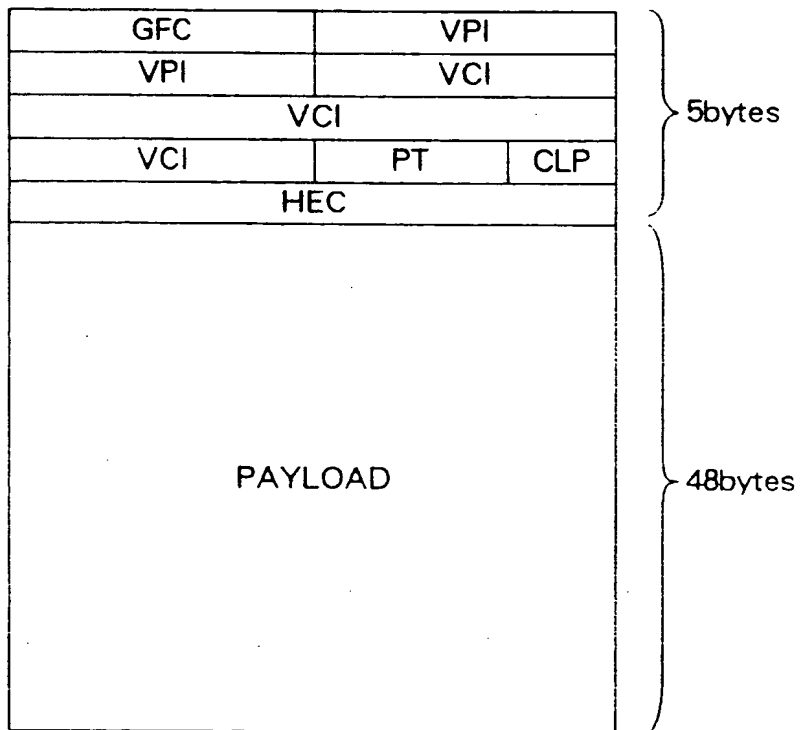 GFC VPI
VPI VCI
VCI
5bytes
VCI PT CLP
HEC
PAYLOAD
48bytes